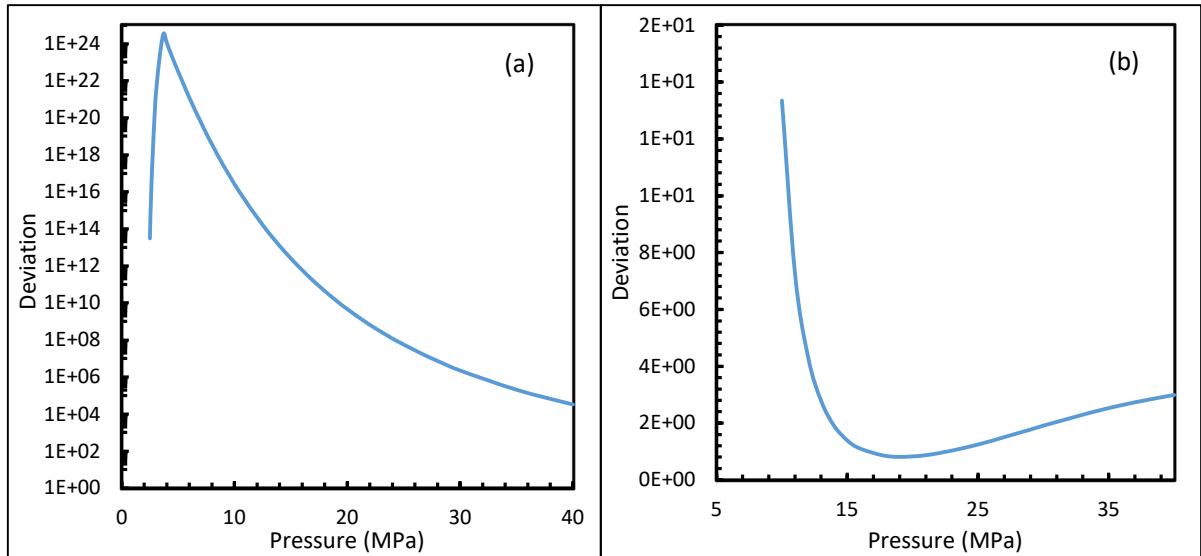 (a)
Deviation
1E+24
1E+22
1E+20
1E+18
1E+16
1E+14
1E+12
1E+10
1E+08
1E+06
1E+04
1E+02
1E+00
0 10 20 30 40
Pressure (MPa)
(b)
Deviation
2E+01
1E+01
1E+01
1E+01
8E+00
6E+00
4E+00
2E+00
0E+00
5 15 25 35
Pressure (MPa)